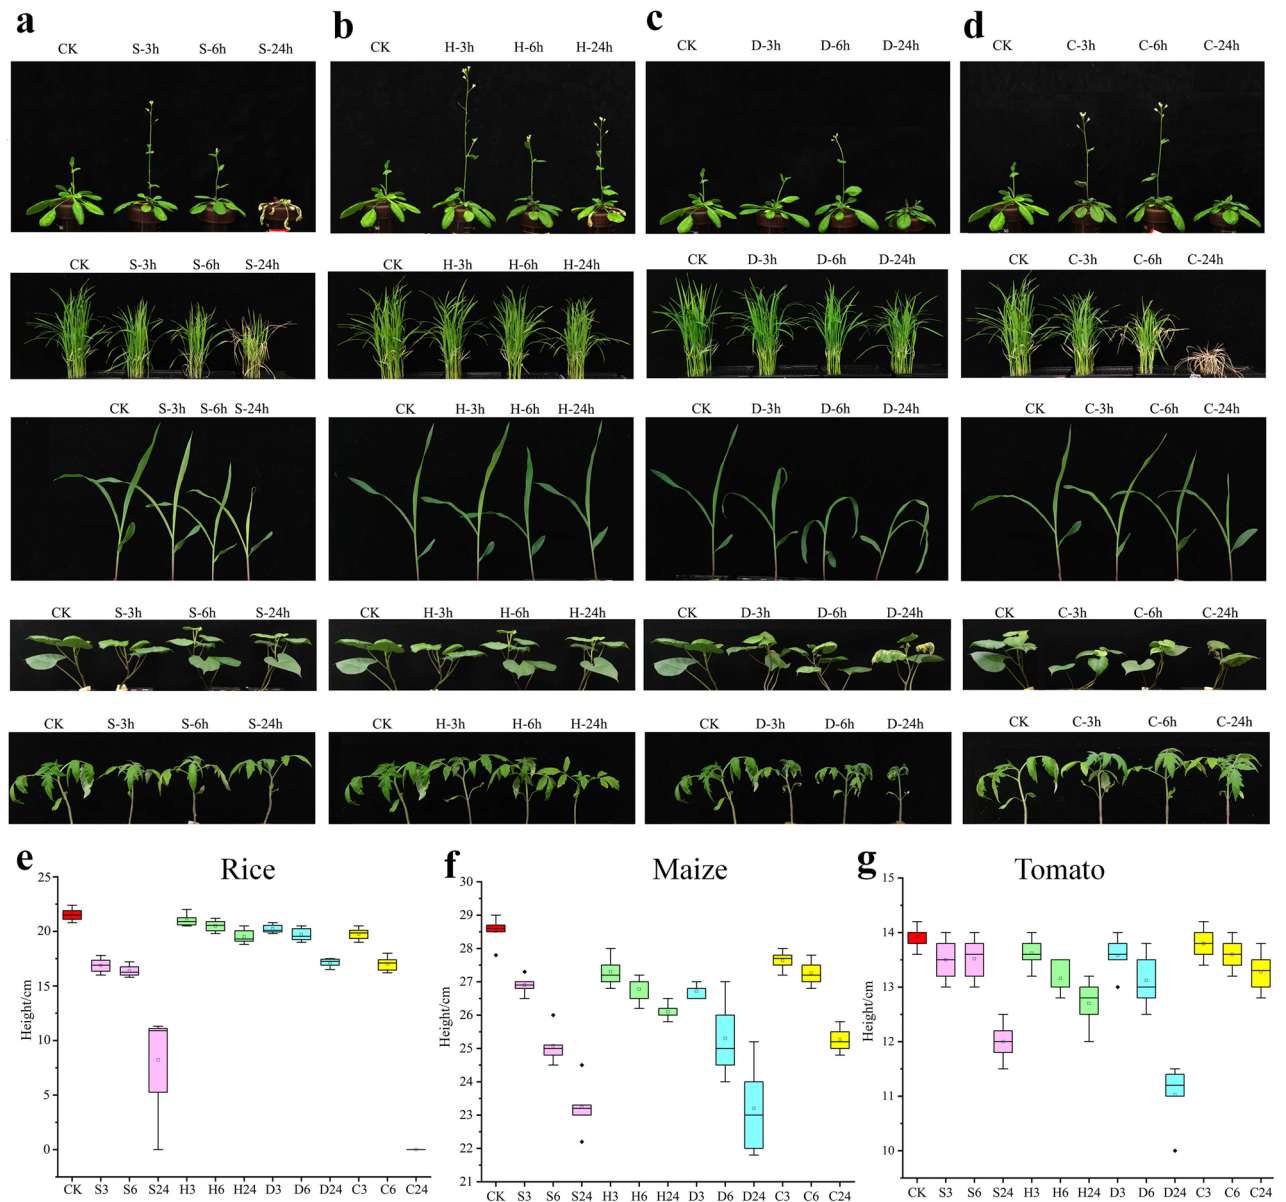 a b c d
CK S-3h S-6h S-24h CK H-3h H-6h H-24h CK D-3h D-6h D-24h CK C-3h C-6h C-24h
CK S-3h S-6h S-24h CK H-3h H-6h H-24h CK D-3h D-6h D-24h CK C-3h C-6h C-24h
CK S-3h S-6h S-24h CK H-3h H-6h H-24h CK D-3h D-6h D-24h CK C-3h C-6h C-24h
CK S-3h S-6h S-24h CK H-3h H-6h H-24h CK D-3h D-6h D-24h CK C-3h C-6h C-24h
CK S-3h S-6h S-24h CK H-3h H-6h H-24h CK D-3h D-6h D-24h CK C-3h C-6h C-24h
e Rice
Height/cm
25
20
15
10
5
0
CK S3 S6 S24 H3 H6 H24 D3 D6 D24 C3 C6 C24
f Maize
Height/cm
30
29
28
27
26
25
24
23
22
21
CK S3 S6 S24 H3 H6 H24 D3 D6 D24 C3 C6 C24
g Tomato
Height/cm
15
14
13
12
11
10
CK S3 S6 S24 H3 H6 H24 D3 D6 D24 C3 C6 C24